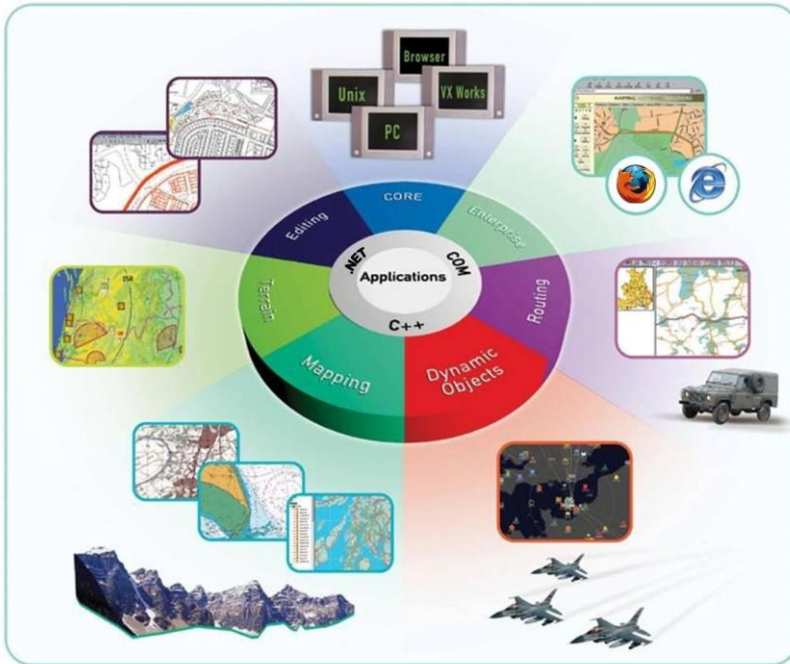 Browser
Unix
VX Works
PC
CORE
Editing
Enterprise
.NET
COM
Applications
Terrain
Routing
C++
Mapping
Dynamic
Objects